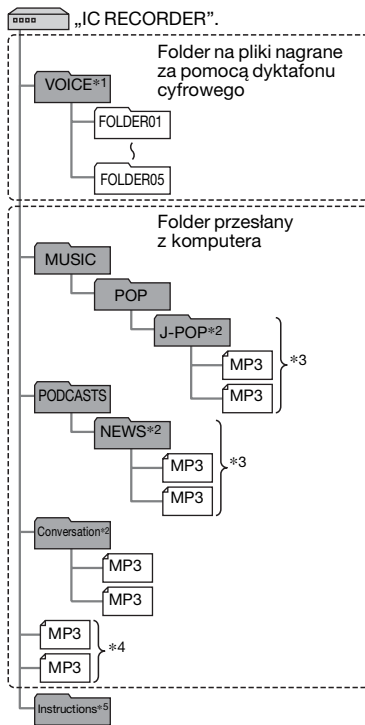 „IC RECORDER”.
Folder na pliki nagrane
za pomocą dyktafonu
cyfrowego
VOICE*1
FOLDER01
FOLDER05
Folder przesłany
z komputera
MUSIC
POP
J-POP*2
MP3
*3
MP3
PODCASTS
NEWS*2
*3
MP3
MP3
Conversation*2
MP3
MP3
MP3
*4
MP3
Instructions*5